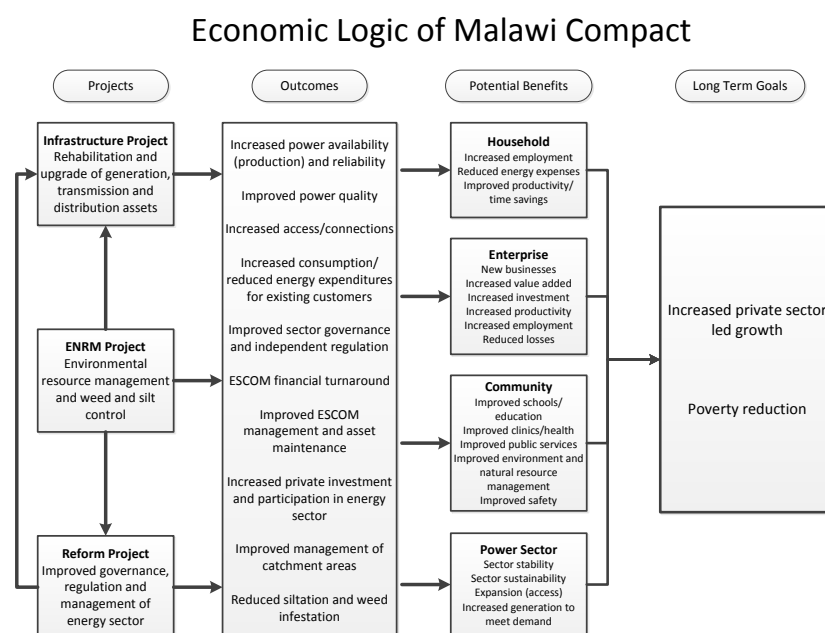 Economic Logic of Malawi Compact
Projects
Outcomes
Potential Benefits
Long Term Goals
Infrastructure Project
Rehabilitation and
upgrade of generation,
transmission and
distribution assets
ENRM Project
Environmental
resource management
and weed and silt
control
Reform Project
Improved governance,
regulation and
management of
energy sector
Increased power availability
(production) and reliability
Improved power quality
Increased access/connections
Increased consumption/
reduced energy expenditures
for existing customers
Improved sector governance
and independent regulation
ESCOM financial turnaround
Improved ESCOM
management and asset
maintenance
Increased private investment
and participation in energy
sector
Improved management of
catchment areas
Reduced siltation and weed
infestation
Household
Increased employment
Reduced energy expenses
Improved productivity/
time savings
Enterprise
New businesses
Increased value added
Increased investment
Increased productivity
Increased employment
Reduced losses
Community
Improved schools/
education
Improved clinics/health
Improved public services
Improved environment and
natural resource
management
Improved safety
Power Sector
Sector stability
Sector sustainability
Expansion (access)
Increased generation to
meet demand
Increased private sector
led growth
Poverty reduction